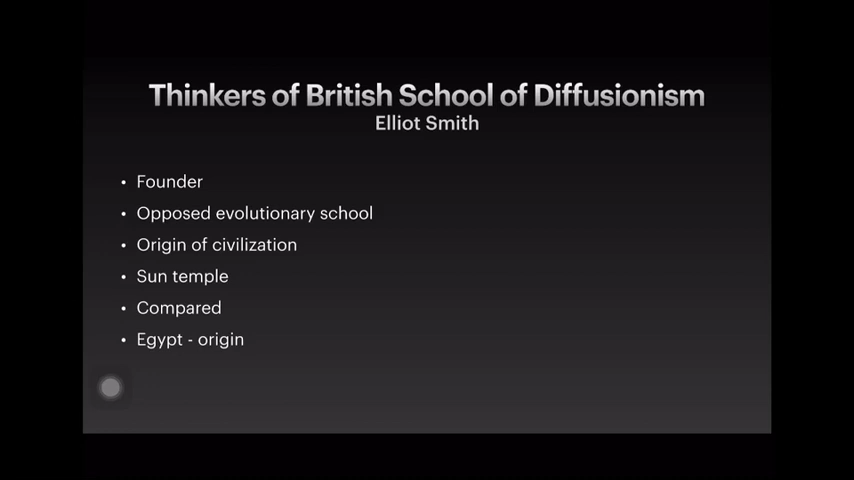 Thinkers of British School of Diffusionism
Elliot Smith
• Founder
• Opposed evolutionary school
• Origin of civilization
• Sun temple
• Compared
• Egypt - origin